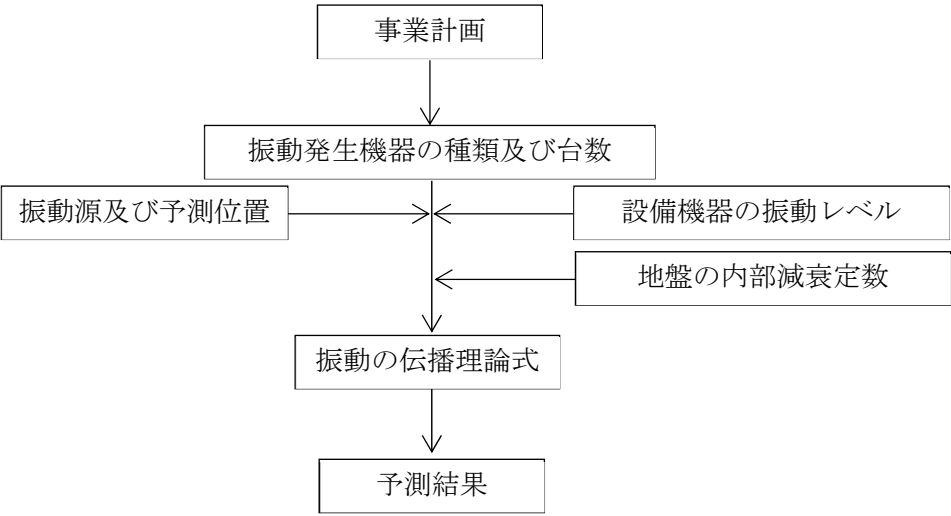 事業計画
振動発生機器の種類及び台数
振動源及び予測位置
設備機器の振動レベル
地盤の内部減衰定数
振動の伝播理論式
予測結果